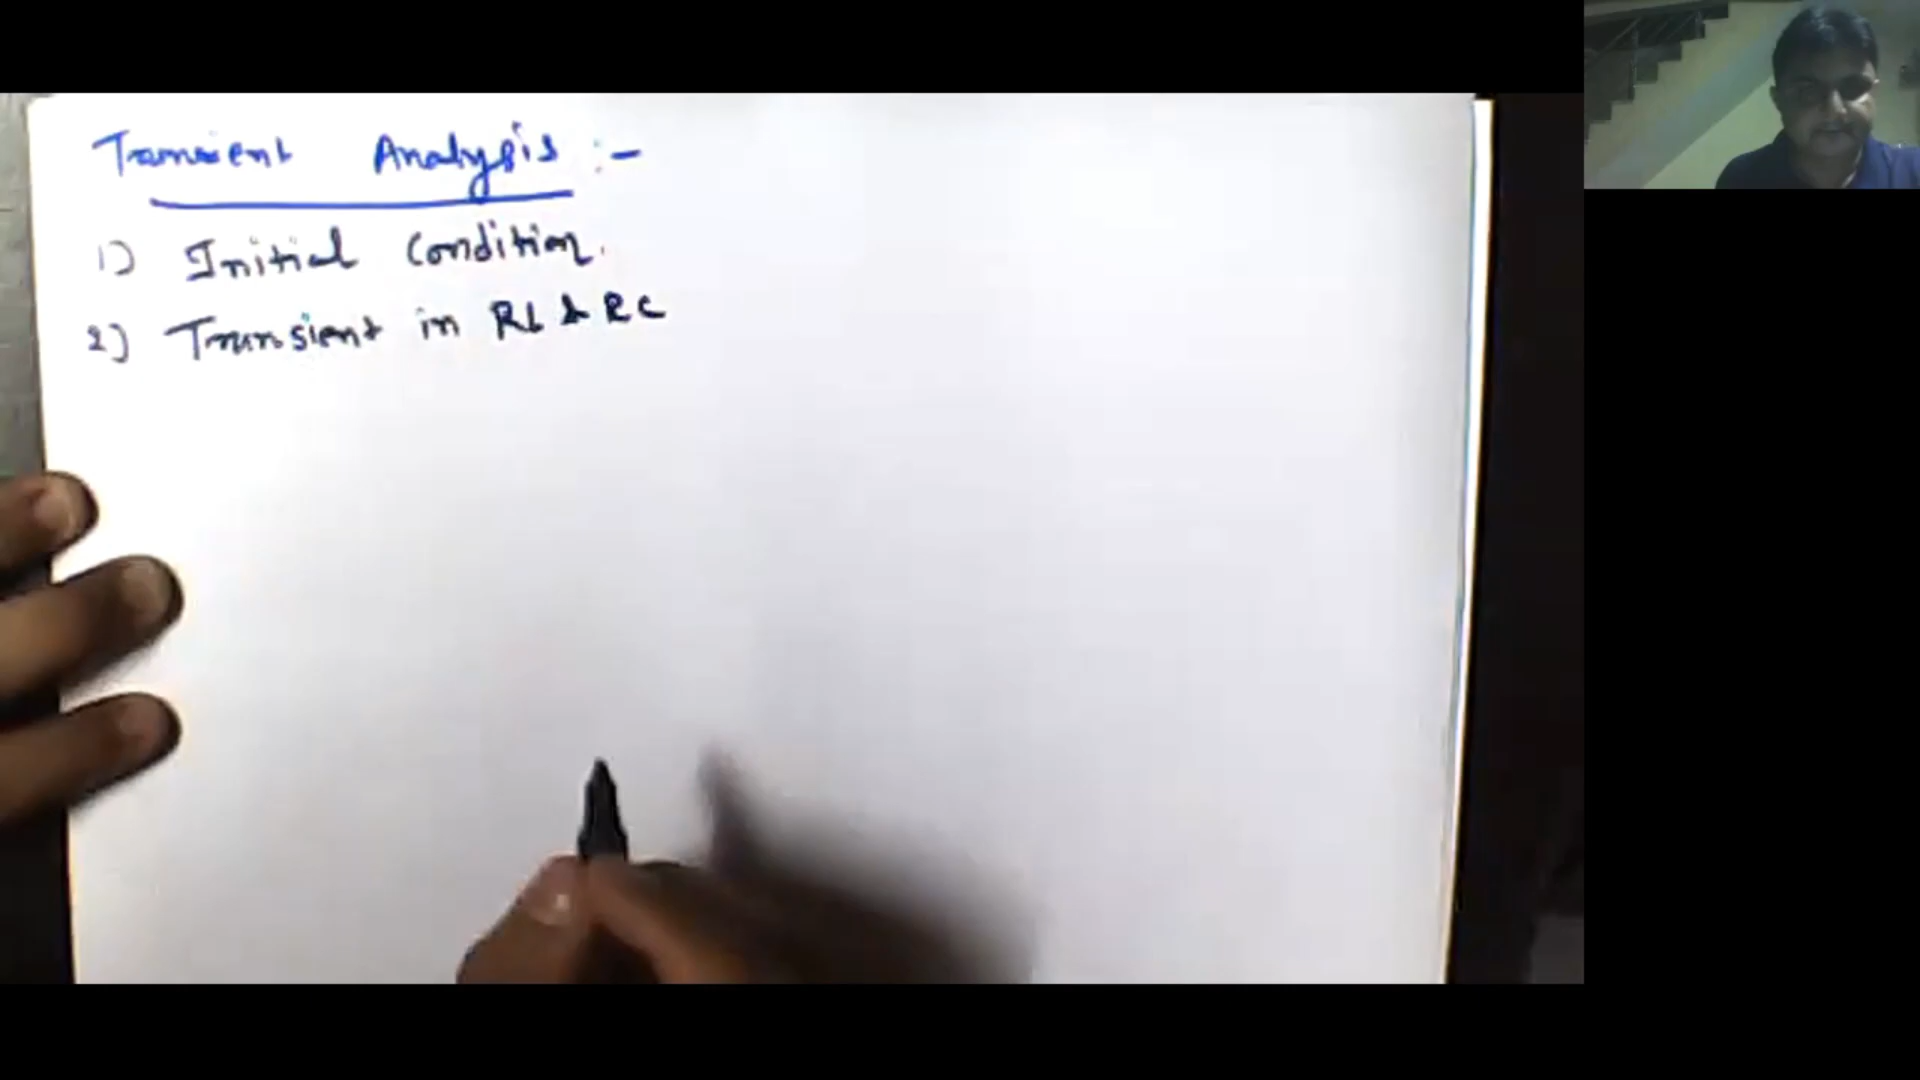 Transient Analysis :-
1) Initial Condition.
2) Transient in RL & RC